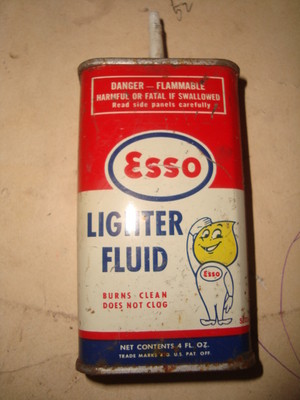 DANGER — FLAMMABLE
HARMFUL OR FATAL IF SWALLOWED
Read side panels carefully
Esso
LIGHTER
FLUID
Esso
BURNS CLEAN
DOES NOT CLOG
NET CONTENTS 4 FL. OZ.